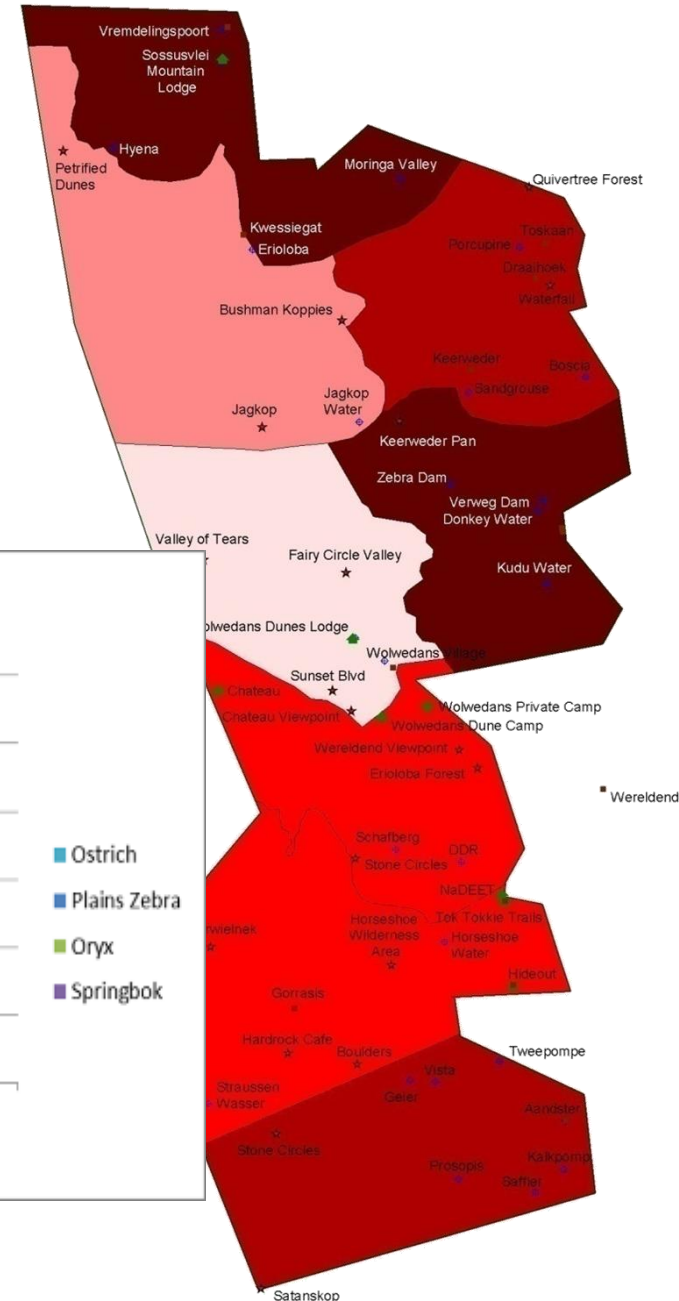 Vremdelingspoort
Sossusvlei
Mountain
Lodge
Hyena
Petrified
Dunes
Moringa Valley
Quivertree Forest
Kwessiegat
Erioloba
Toskaan
Porcupine
Draaihoek
Waterfall
Bushman Koppies
Keerweder
Boscia
Sandgrouse
Jagkop
Jagkop
Water
Keerweder Pan
Zebra Dam
Verweg Dam
Donkey Water
Valley of Tears
Fairy Circle Valley
Kudu Water
olwedans Dunes Lodge
Wolwedans Village
Sunset Blvd
Chateau
Wolwedans Private Camp
Chateau Viewpoint
Wolwedans Dune Camp
Wereldend Viewpoint
Erioloba Forest
Wereldend
Schafberg
DDR
Stone Circles
Ostrich
Plains Zebra
Oryx
Springbok
NaDEET
Tok Tokkie Trails
Horseshoe
Wilderness
Area
rwielnek
Horseshoe
Water
Hideout
Gorrasis
Hardrock Cafe
Boulders
Tweepompe
Vista
Geier
Straussen
Wasser
Aandster
Stone Circles
Kalkpomp
Prosopis
Saffier
Satanskop